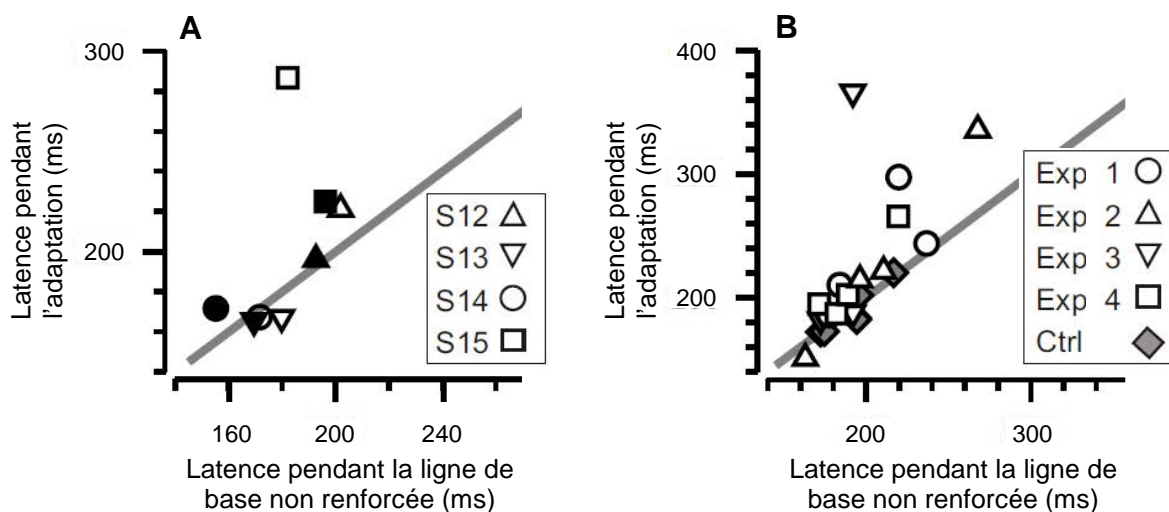 A
300
200
Latence pendant
l'adaptation (ms)
S12
S13
S14
S15
160
200
240
Latence pendant la ligne de
base non renforcée (ms)
B
400
300
200
Latence pendant
l'adaptation (ms)
Exp 1
Exp 2
Exp 3
Exp 4
Ctrl
200
300
Latence pendant la ligne de
base non renforcée (ms)